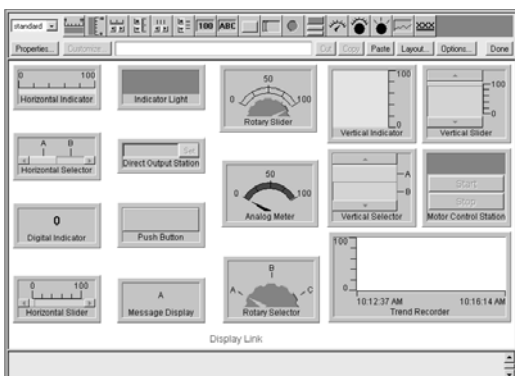 standard
100 ABC
Properties... Customize... Cut Copy Paste Layout... Options... Done
0 100
Horizontal Indicator
Indicator Light
0 50 100
Rotary Slider
100
0
Vertical Indicator
100
0
Vertical Slider
A B
Horizontal Selector
Set
Direct Output Station
0 50 100
Analog Meter
A
B
Vertical Selector
Start
Stop
Motor Control Station
0
Digital Indicator
Push Button
0 100
Horizontal Slider
A
Message Display
A B C
Rotary Selector
100
0
10:12:37 AM 10:16:14 AM
Trend Recorder
Display Link